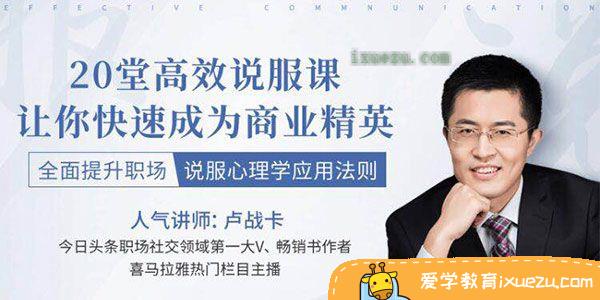 EFFECTIVE COMMNUNICATION
ixuezu.com
20堂高效说服课
让你快速成为商业精英
全面提升职场 说服心理学应用法则
人气讲师: 卢战卡
今日头条职场社交领域第一大V、畅销书作者
喜马拉雅热门栏目主播
爱学教育ixuezu.com